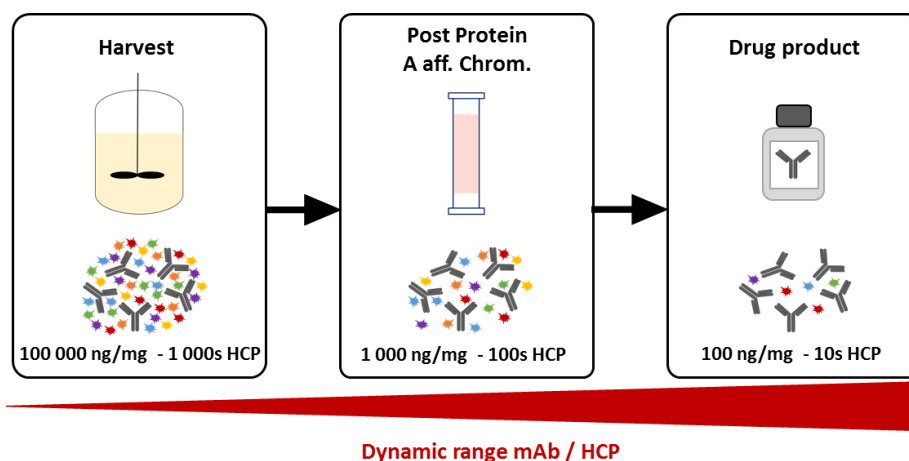 Harvest
100 000 ng/mg - 1 000s HCP
Post Protein
A aff. Chrom.
1 000 ng/mg - 100s HCP
Drug product
100 ng/mg - 10s HCP
Dynamic range mAb / HCP